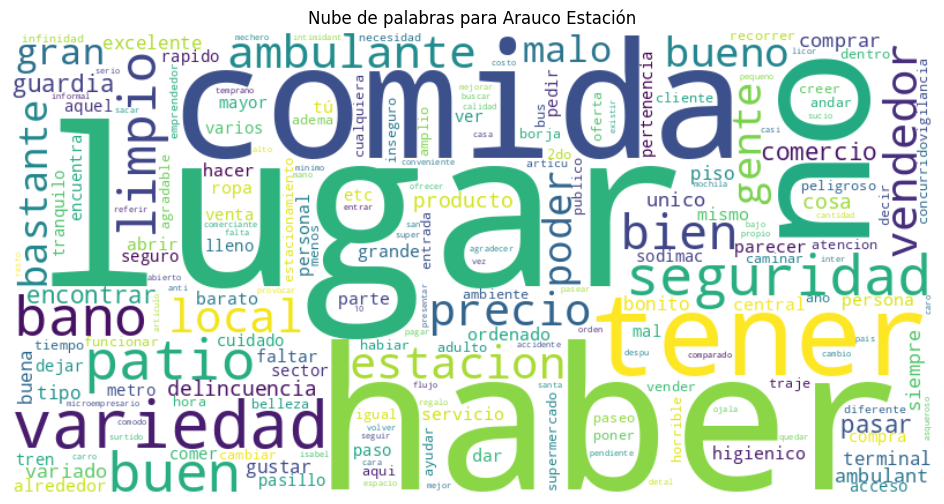 Nube de palabras para Arauco Estación
infinidad
mechero
intimidant
necesidad
recorrer
gran
excelente
ambulante
malo
bueno
comprar
dentro
guardia
rapido
comida
no
vendedor
aquel
mayor
tú
cualquiera
inseguro
amplio
ver
pedir
bus
oferta
existir
pertenencia
cliente
creer
andar
sucio
casi
informal
serio
temprano
costo
mejorar
buscar
calidad
casa
pequeno
licor
sacar
emprendedor
varios
adema
borja
2do
articu
publico
gente
comercio
concurrido
vigilancia
bastante
limpio
lugar
hacer
ropa
etc
entrar
alto
minimo
mano
conveniente
ofrecer
producto
poder
piso
unico
mismo
mochila
peligroso
cosa
cantidad
decir
tranquilo
encuentra
agradable
referir
comerciante
falta
venta
estacionamiento
personal
menos
san
super
entrada
bien
bajo
propio
parecer
atencion
abrir
seguro
lleno
grande
agradecer
vez
sodimac
caminar
inter
abierto
anti
provocar
ambiente
pasear
seguridad
encontrar
resto
articulo
barato
parte
10
presentar
precio
bonito
central
ano
persona
caro
bano
local
pagar
ordenado
orden
accidente
mal
tener
siempre
tiempo
funcionar
cuidado
habiar
adulto
despu
comparado
cambio
pais
buena
dejar
patio
faltar
sector
estacion
tipo
metro
delincuencia
haber
vender
traje
microempresario
hora
belleza
flujo
santa
regalo
ojala
diferente
pasar
variedad
comodo
igual
volver
seguir
servicio
supermercado
paseo
poner
pendiente
horrible
higienico
quedar
compra
asqueroso
tren
surtido
comer
cambiar
isabel
paso
cara
ayudar
dar
terminal
variado
carro
buen
gustar
aqui
espacio
mejor
detal
ambulant
alrededor
pasillo
acceso